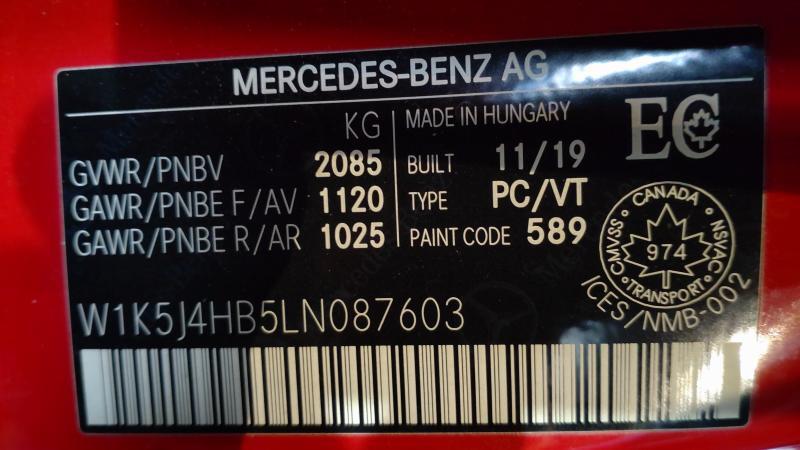 MERCEDES-BENZ AG
KG
GVWR/PNBV 2085
GAWR/PNBE F/AV 1120
GAWR/PNBE R/AR 1025
MADE IN HUNGARY
BUILT 11/19
TYPE PC/VT
PAINT CODE 589
EC
CANADA
CMVSS NSVAC
974
TRANSPORT
ICES/NMB-002
W1K5J4HB5LN087603